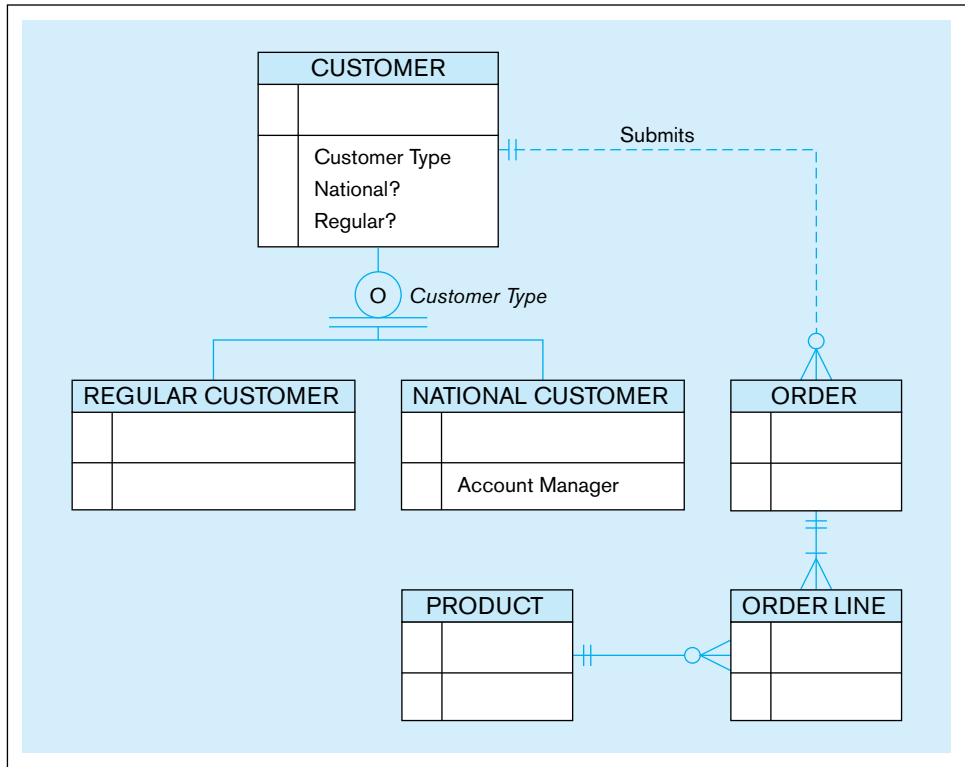 CUSTOMER
Submits
Customer Type
National?
Regular?
O
Customer Type
REGULAR CUSTOMER
NATIONAL CUSTOMER
ORDER
Account Manager
PRODUCT
ORDER LINE